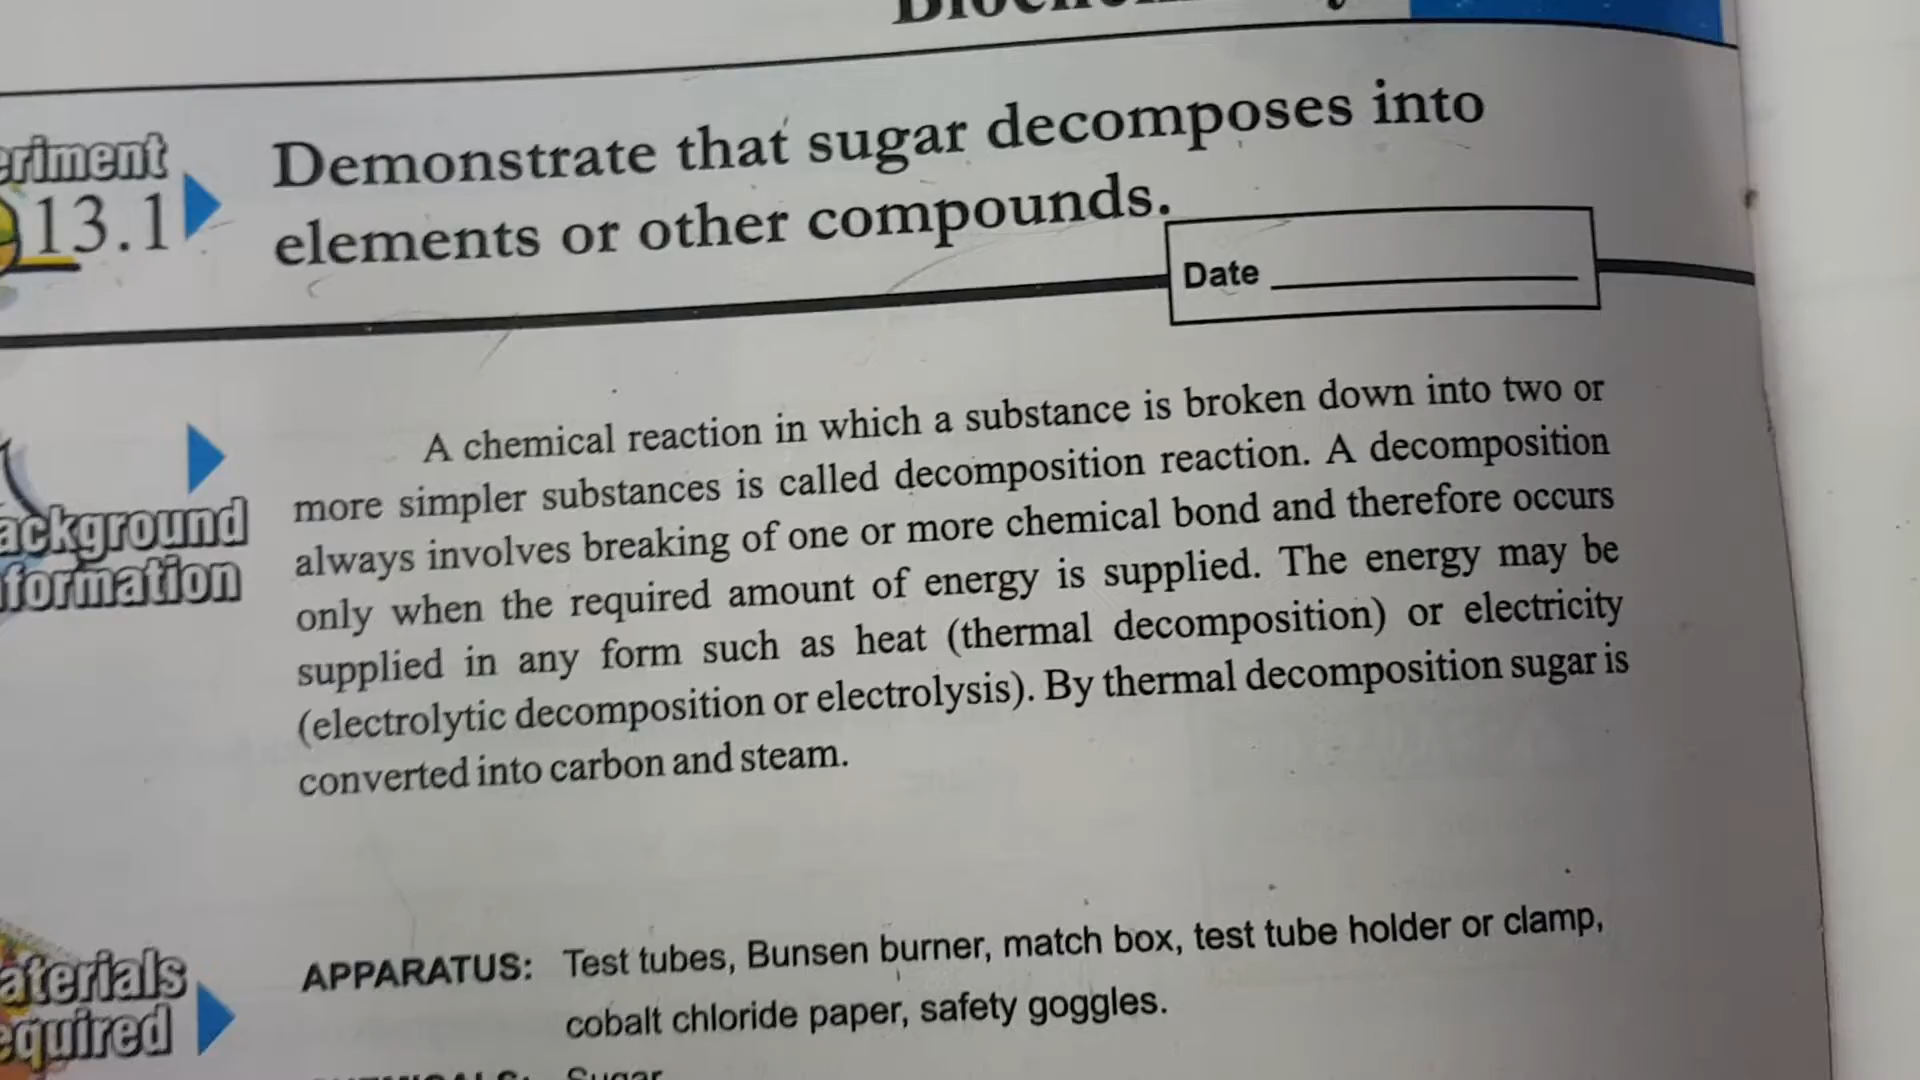 Demonstrate that sugar decomposes into
13.1
elements or other compounds.
Date
A chemical reaction in which a substance is broken down into two or
more simpler substances is called decomposition reaction. A decomposition
always involves breaking of one or more chemical bond and therefore occurs
only when the required amount of energy is supplied. The energy may be
supplied in any form such as heat (thermal decomposition) or electricity
(electrolytic decomposition or electrolysis). By thermal decomposition sugar is
converted into carbon and steam.
APPARATUS: Test tubes, Bunsen burner, match box, test tube holder or clamp,
cobalt chloride paper, safety goggles.
Sugar